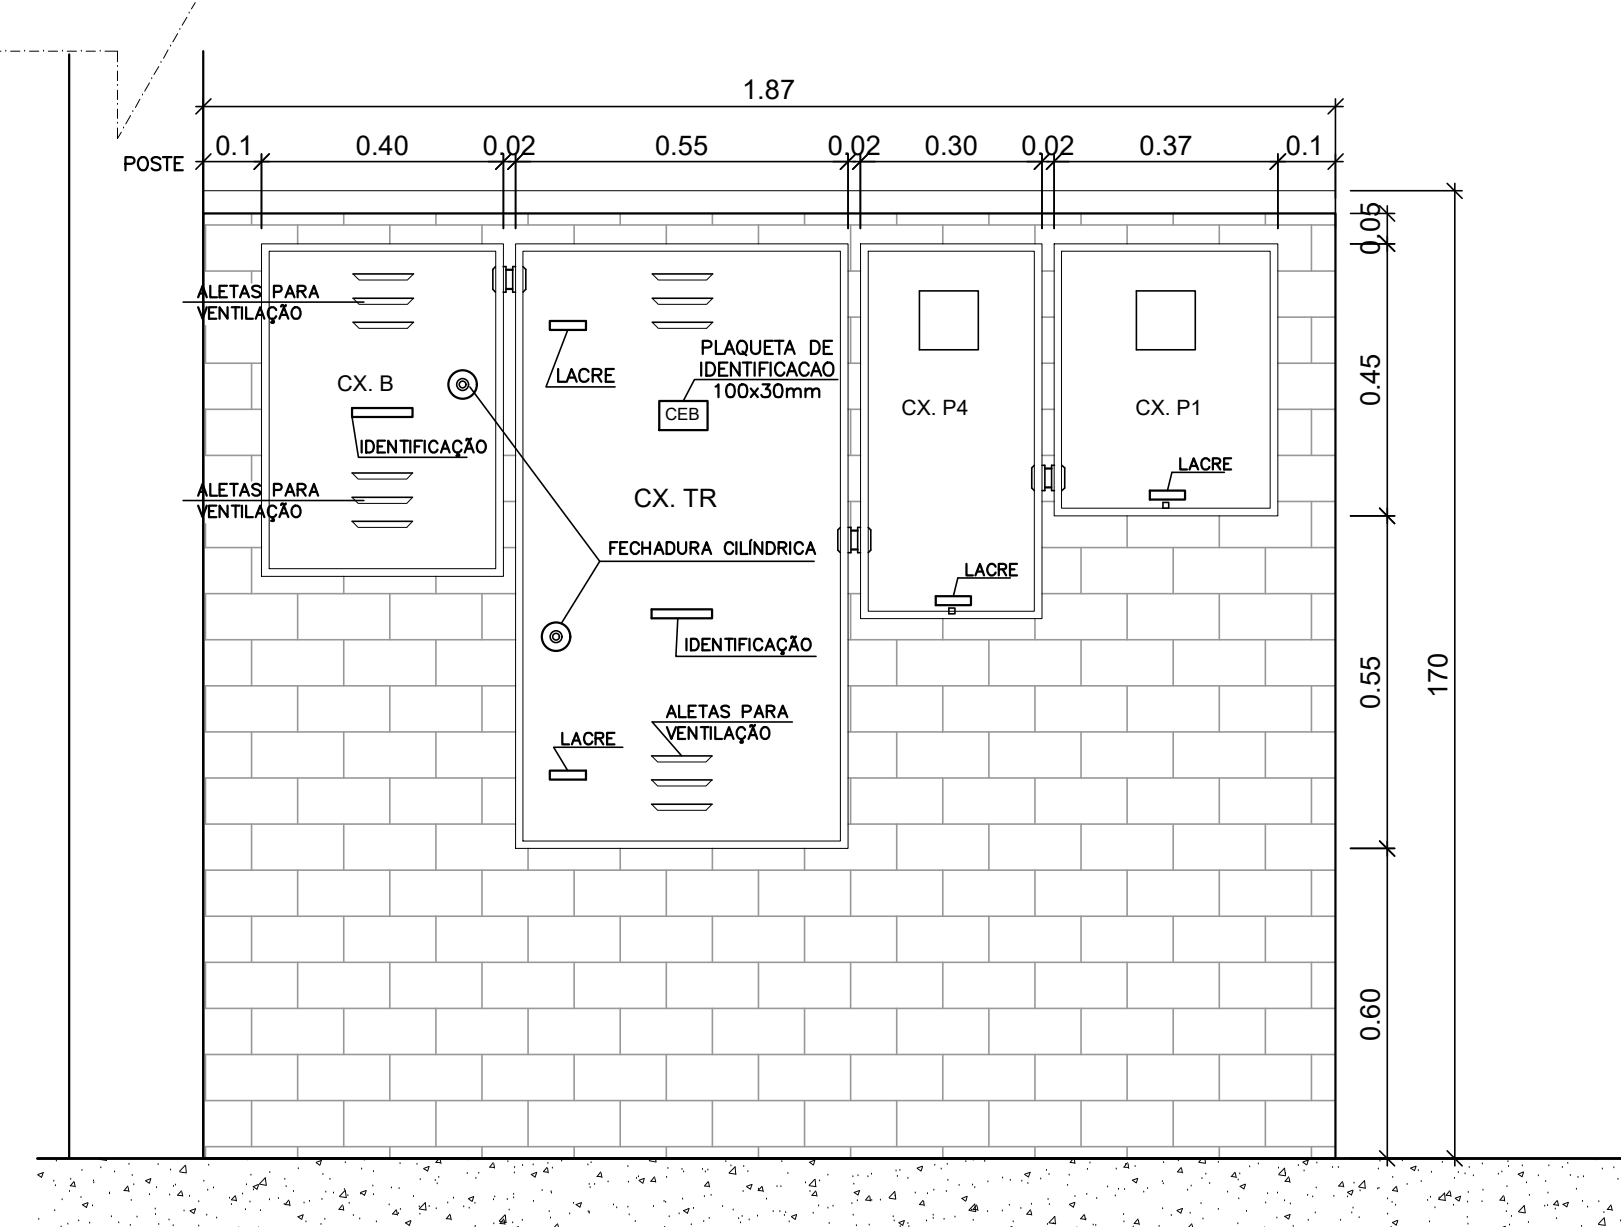 1.87
0.1
0.40
0.02
0.55
0.02
0.30
0.02
0.37
0.1
POSTE
0.05
ALETAS PARA
VENTILAÇÃO
CX. B
IDENTIFICAÇÃO
ALETAS PARA
VENTILAÇÃO
LACRE
PLAQUETA DE
IDENTIFICACAO
100x30mm
CEB
CX. TR
FECHADURA CILÍNDRICA
IDENTIFICAÇÃO
ALETAS PARA
VENTILAÇÃO
LACRE
CX. P4
LACRE
CX. P1
LACRE
0.45
0.55
170
0.60